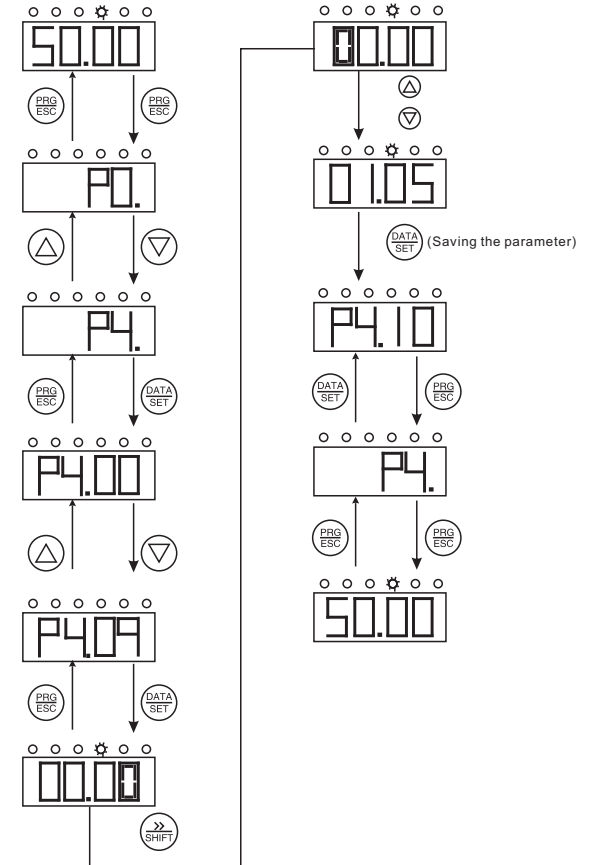 50.00
PRG
ESC
PRG
ESC
P0.
P4.
PRG
ESC
DATA
SET
P4.00
P4.09
PRG
ESC
DATA
SET
00.00
>>
SHIFT
00.00
01.05
DATA
SET
(Saving the parameter)
P4.10
DATA
SET
PRG
ESC
P4.
PRG
ESC
PRG
ESC
50.00